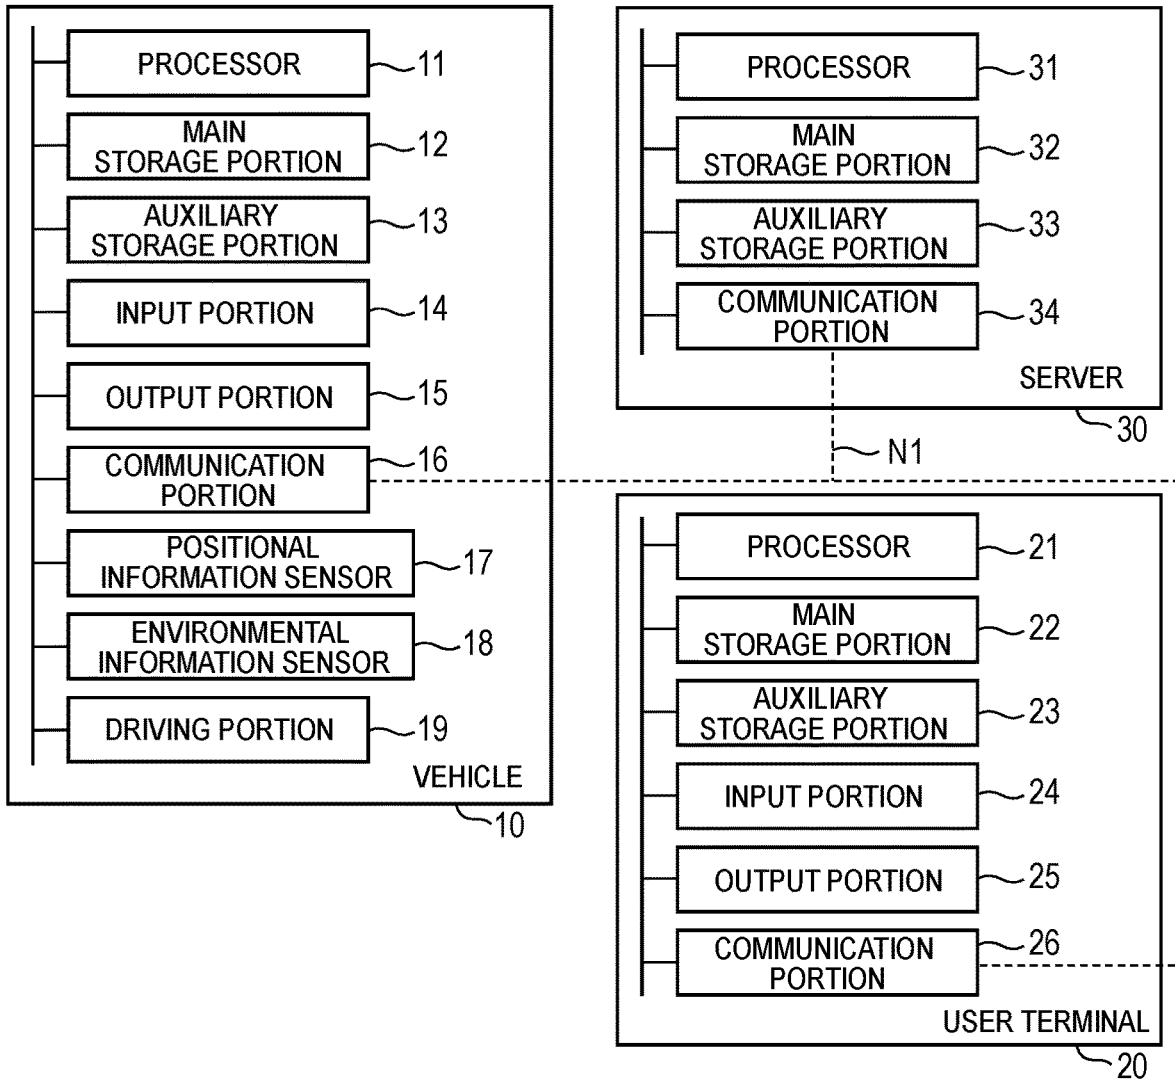 PROCESSOR 11
MAIN
STORAGE PORTION 12
AUXILIARY
STORAGE PORTION 13
INPUT PORTION 14
OUTPUT PORTION 15
COMMUNICATION
PORTION 16
POSITIONAL
INFORMATION SENSOR 17
ENVIRONMENTAL
INFORMATION SENSOR 18
DRIVING PORTION 19
VEHICLE
10
PROCESSOR 31
MAIN
STORAGE PORTION 32
AUXILIARY
STORAGE PORTION 33
COMMUNICATION
PORTION 34
SERVER
30
N1
PROCESSOR 21
MAIN
STORAGE PORTION 22
AUXILIARY
STORAGE PORTION 23
INPUT PORTION 24
OUTPUT PORTION 25
COMMUNICATION
PORTION 26
USER TERMINAL
20